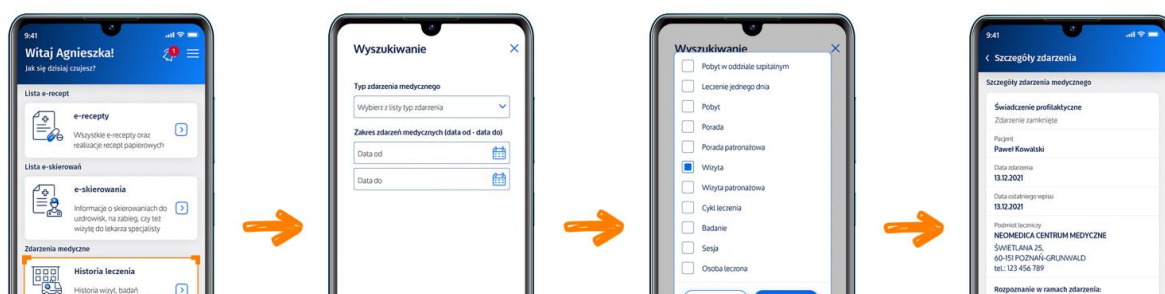 9:41
Witaj Agnieszka!
1
Jak się dzisiaj czujesz?
Lista e-recept
e-recepty
Wszystkie e-recepty oraz
realizacje recept papierowych
Lista e-skierowań
e-skierowania
Informacje o skierowaniach do
uzdrowisk, na zabieg, czy też
wizytę do lekarza specjalisty
Zdarzenia medyczne
Historia leczenia
Historia wizyt, badań
Wyszukiwanie
Typ zdarzenia medycznego
Wybierz z listy typ zdarzenia
Zakres zdarzeń medycznych (data od - data do)
Data od
Data do
Wyszukiwanie
Pobyt w oddziale szpitalnym
Leczenie jednego dnia
Pobyt
Porada
Porada patronażowa
Wizyta
Wizyta patronażowa
Cykl leczenia
Badanie
Sesja
Osoba leczona
9:41
Szczegóły zdarzenia
Szczegóły zdarzenia medycznego
Świadczenie profilaktyczne
Zdarzenie zamknięte
Pacjent
Paweł Kowalski
Data zdarzenia
13.12.2021
Data ostatniego wpisu
13.12.2021
Podmiot leczniczy
NEOMEDICA CENTRUM MEDYCZNE
ŚWIETLANA 25,
60-151 POZNAŃ-GRUNWALD
tel.: 123 456 789
Rozpoznanie w ramach zdarzenia: